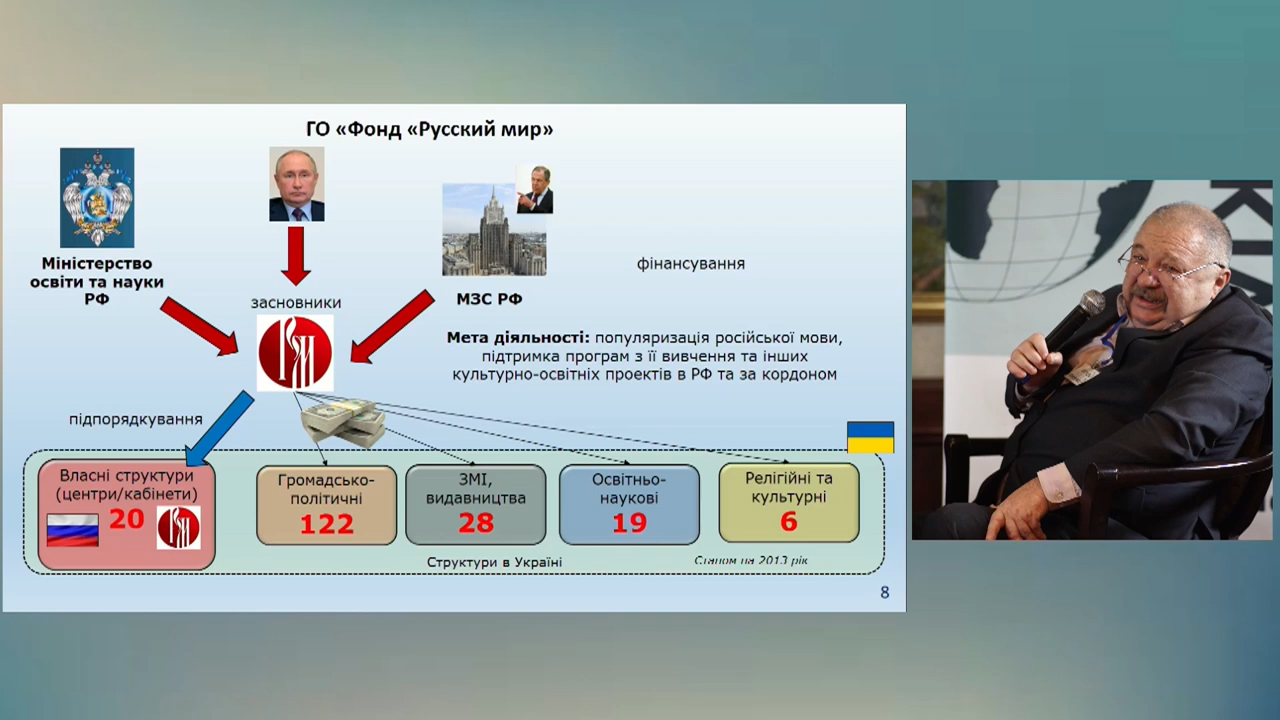 ГО «Фонд «Русский мир»
Міністерство
освіти та науки
РФ
засновники
МЗС РФ
фінансування
Мета діяльності: популяризація російської мови,
підтримка програм з її вивчення та інших
культурно-освітніх проектів в РФ та за кордоном
підпорядкування
Власні структури
(центри/кабінети)
20
Громадсько-
політичні
122
ЗМІ,
видавництва
28
Освітньо-
наукові
19
Релігійні та
культурні
6
Структури в Україні
Станом на 2013 рік
8